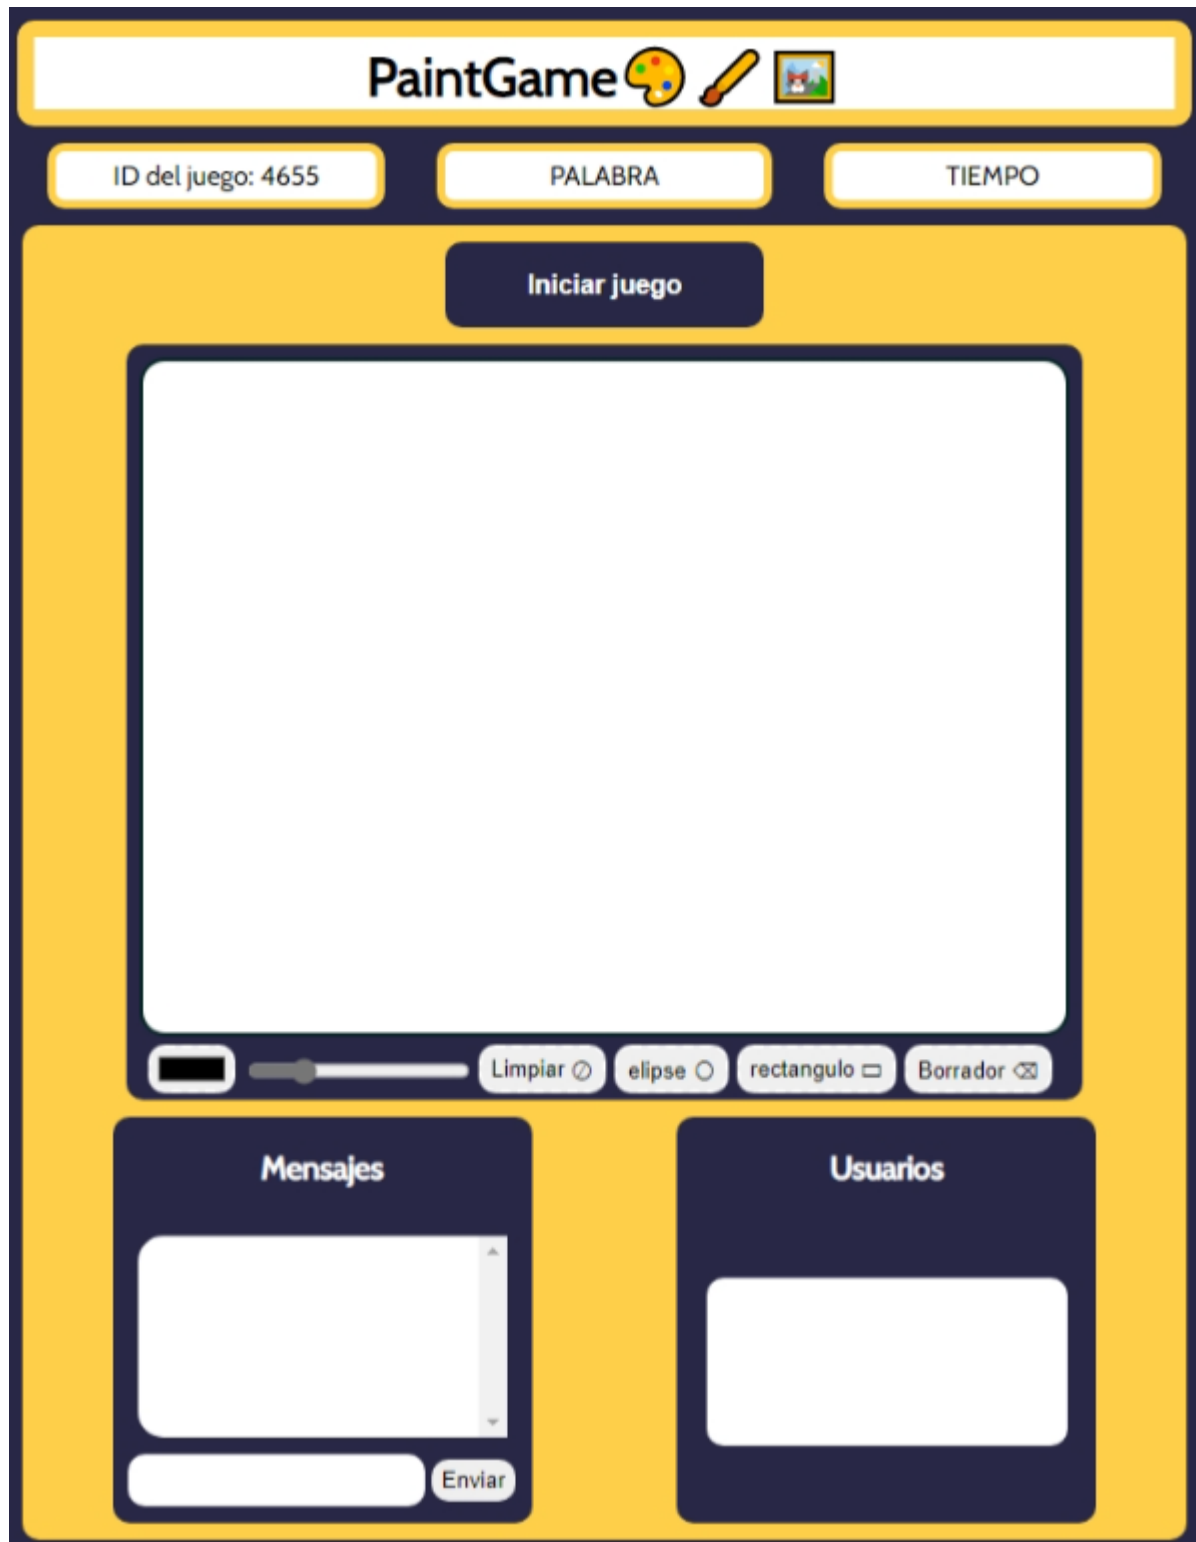 PaintGame
ID del juego: 4655
PALABRA
TIEMPO
Iniciar juego
Limpiar
elipse
rectangulo
Borrador
Mensajes
Usuarios
Enviar